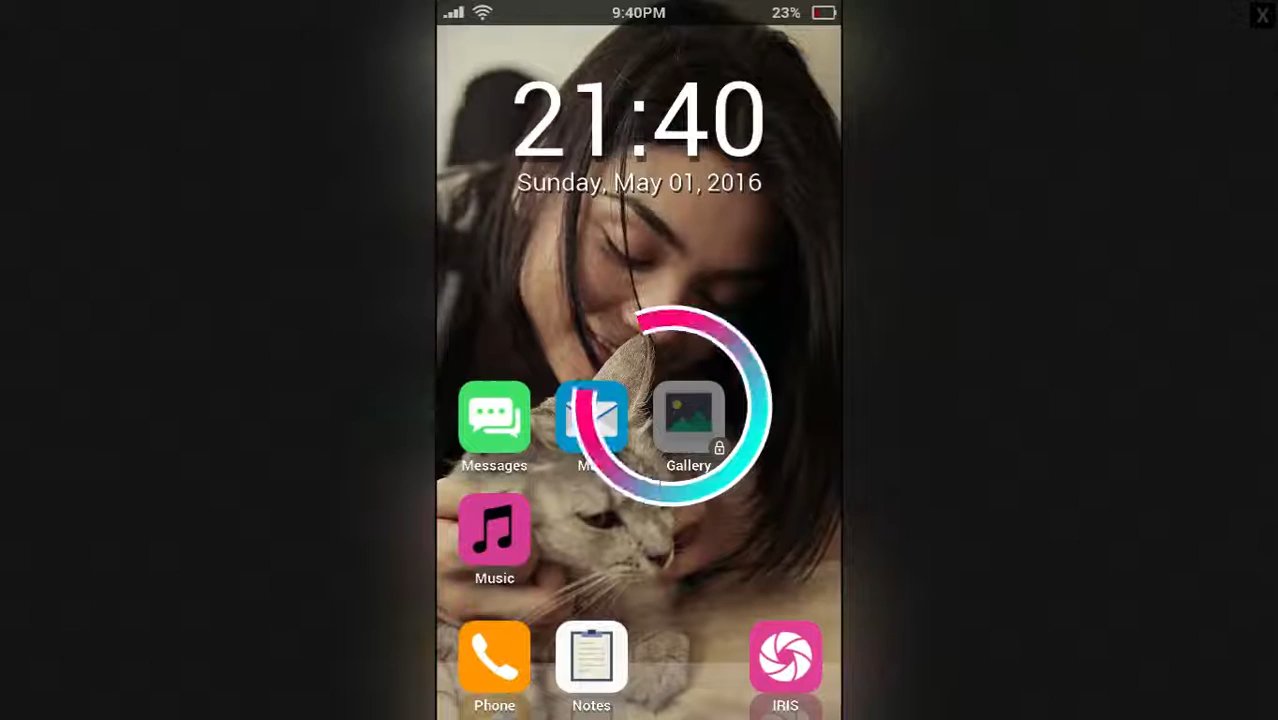 9:40PM
23%
X
21:40
Sunday, May 01, 2016
Messages
Gallery
Music
Phone
Notes
IRIS